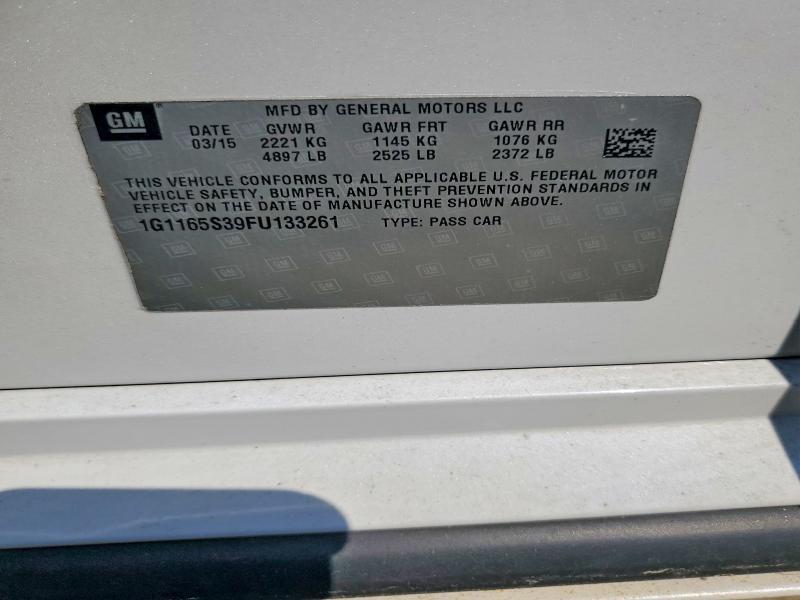 GM
MFD BY GENERAL MOTORS LLC
DATE GVWR GAWR FRT GAWR RR
03/15 2221 KG 1145 KG 1076 KG
4897 LB 2525 LB 2372 LB
THIS VEHICLE CONFORMS TO ALL APPLICABLE U.S. FEDERAL MOTOR
VEHICLE SAFETY, BUMPER, AND THEFT PREVENTION STANDARDS IN
EFFECT ON THE DATE OF MANUFACTURE SHOWN ABOVE.
1G1165S39FU133261 TYPE: PASS CAR